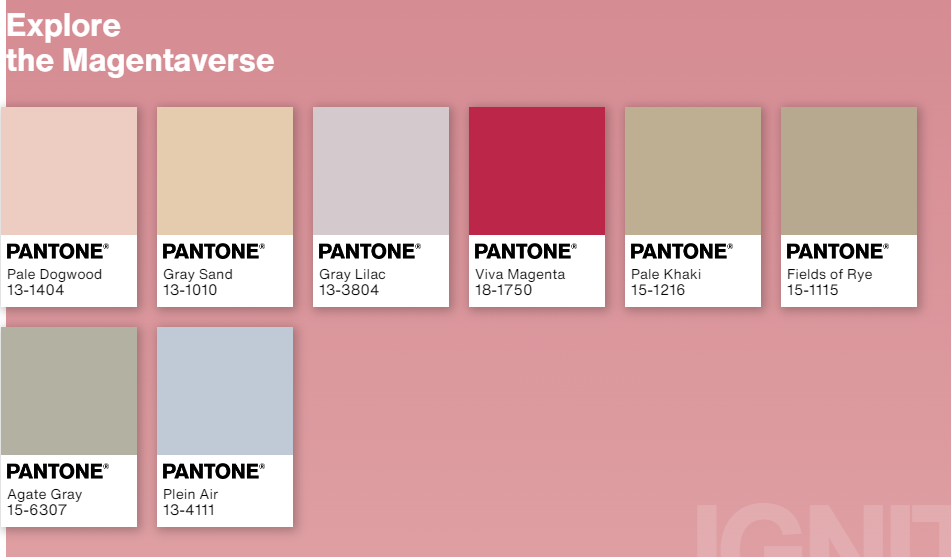 Explore
the Magentaverse
PANTONE®
Pale Dogwood
13-1404
PANTONE®
Gray Sand
13-1010
PANTONE®
Gray Lilac
13-3804
PANTONE®
Viva Magenta
18-1750
PANTONE®
Pale Khaki
15-1216
PANTONE®
Fields of Rye
15-1115
PANTONE®
Agate Gray
15-6307
PANTONE®
Plein Air
13-4111
IGNIT